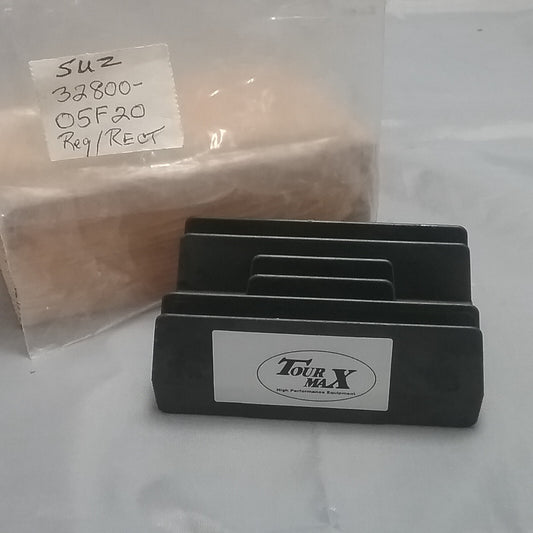 SUZ
32800-
05F20
Reg/RECT
TOUR
MAX
High Performance Equipment